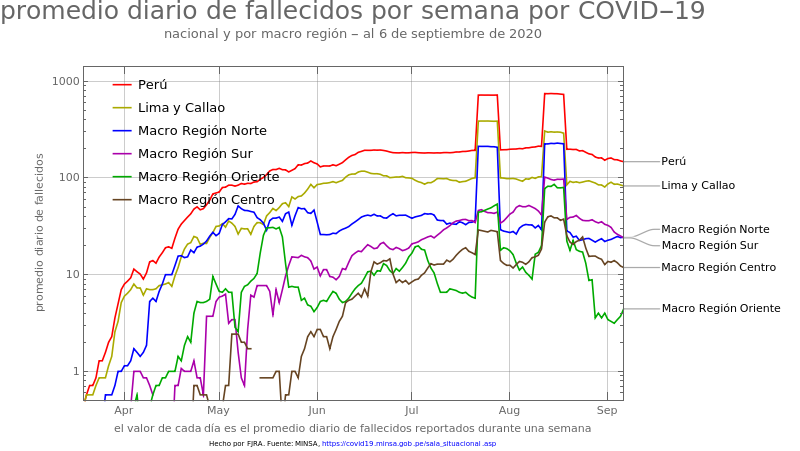 promedio diario de fallecidos por semana por COVID−19
nacional y por macro región − al 6 de septiembre de 2020
promedio diario de fallecidos
1000
100
10
1
Perú
Lima y Callao
Macro Región Norte
Macro Región Sur
Macro Región Oriente
Macro Región Centro
Perú
Lima y Callao
Macro Región Norte
Macro Región Sur
Macro Región Centro
Macro Región Oriente
Apr May Jun Jul Aug Sep
el valor de cada día es el promedio diario de fallecidos reportados durante una semana
Hecho por FJRA. Fuente: MINSA, https://covid19.minsa.gob.pe/sala_situacional.asp